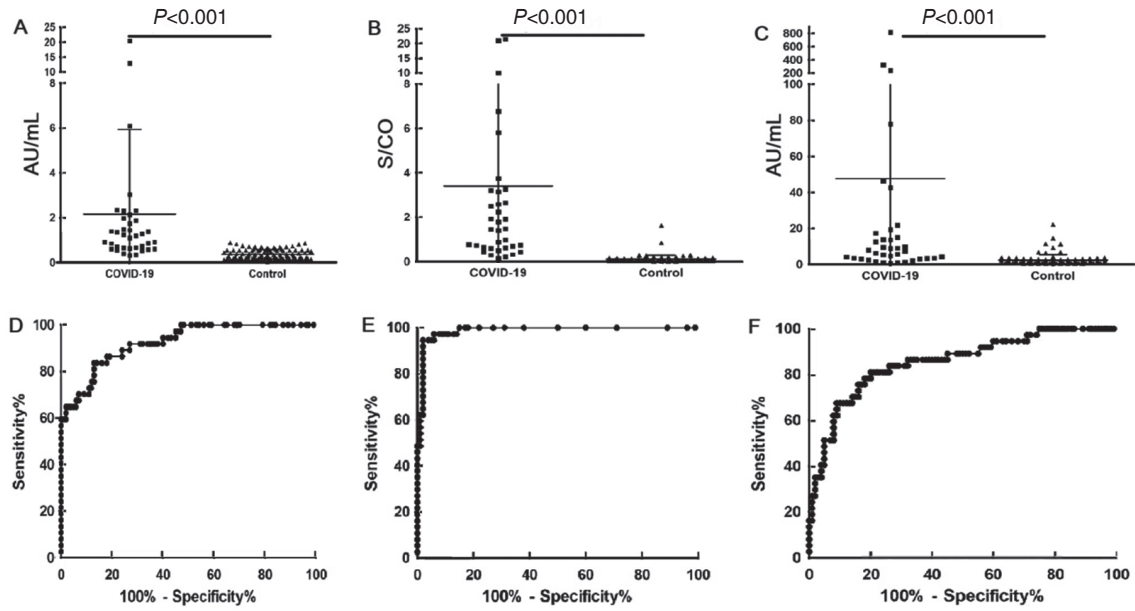 A
P<0.001
AU/mL
25
20
15
10
8
6
4
2
0
COVID-19
Control
B
P<0.001
S/CO
25
20
15
10
8
6
4
2
0
COVID-19
Control
C
P<0.001
AU/mL
800
600
400
200
100
80
60
40
20
0
COVID-19
Control
D
Sensitivity%
100
80
60
40
20
0
0 20 40 60 80 100
100% - Specificity%
E
Sensitivity%
100
80
60
40
20
0
0 20 40 60 80 100
100% - Specificity%
F
Sensitivity%
100
80
60
40
20
0
0 20 40 60 80 100
100% - Specificity%